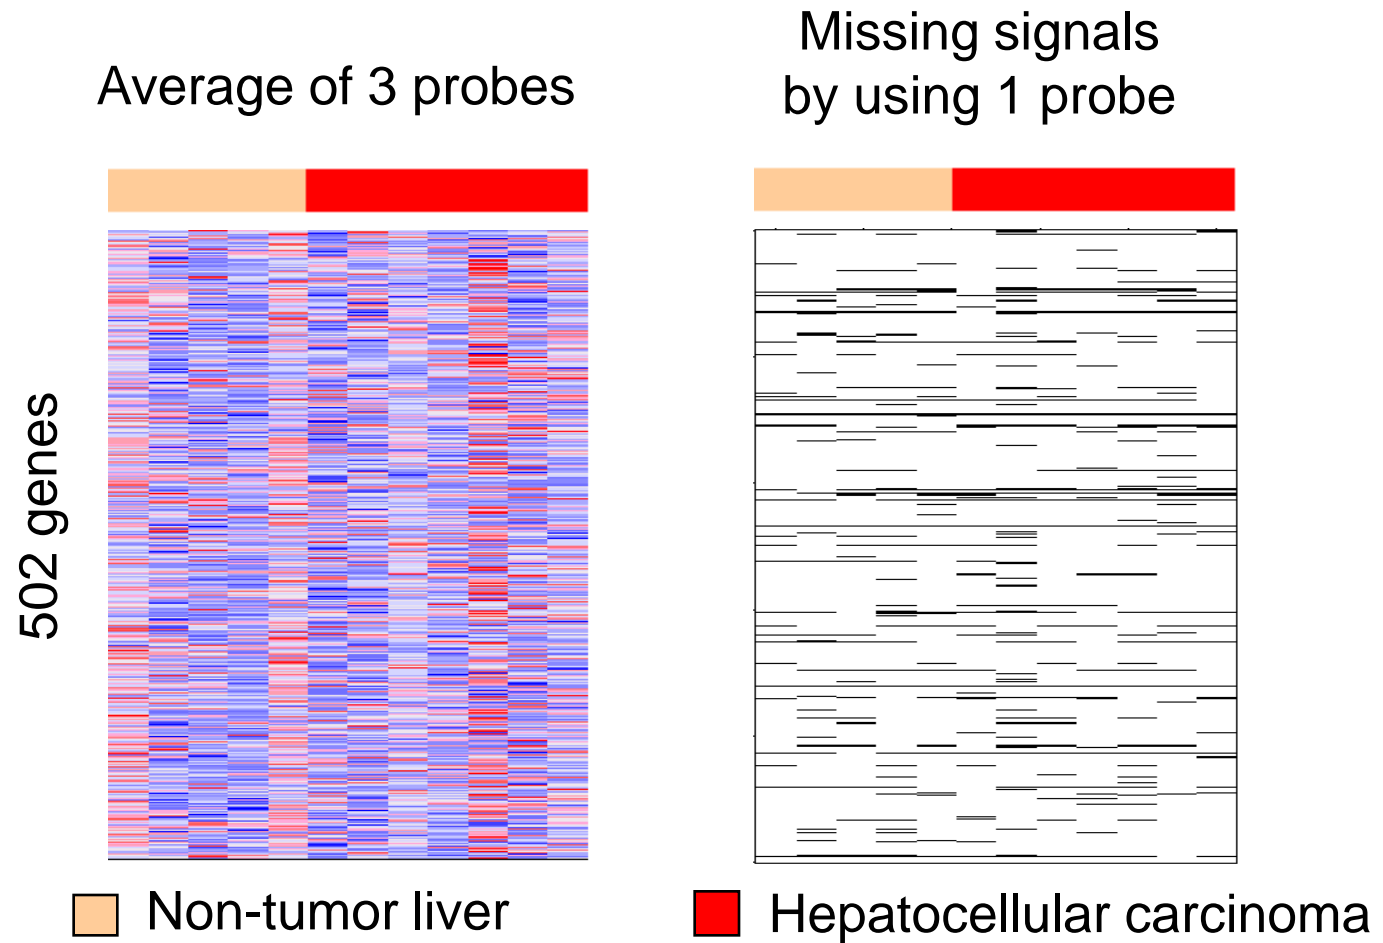 Average of 3 probes
Missing signals
by using 1 probe
502 genes
Non-tumor liver
Hepatocellular carcinoma